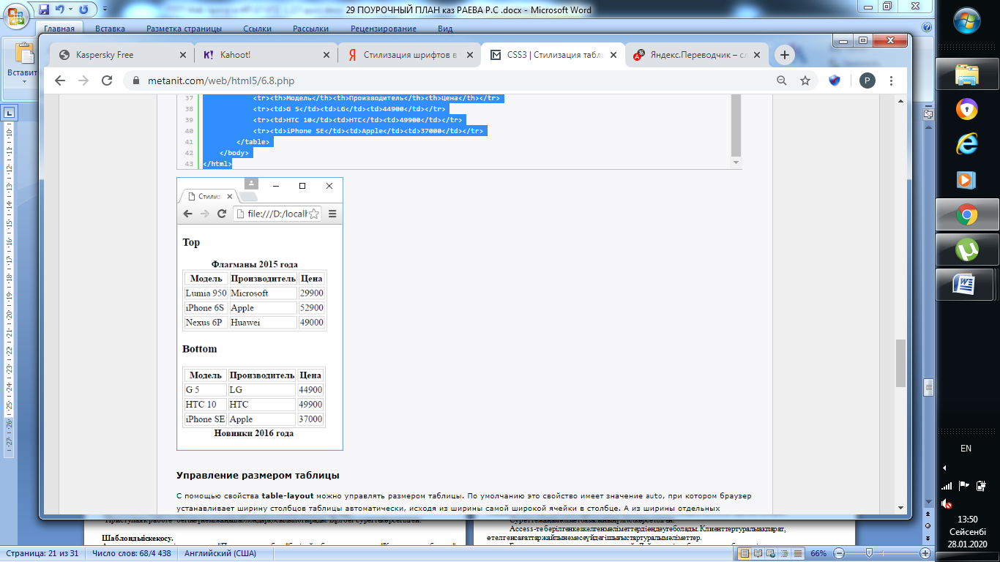 29 ПОУРОЧНЫЙ ПЛАН каз РАЕВА Р.С .docx - Microsoft Word
Главная Вставка Разметка страницы Ссылки Рассылки Рецензирование Вид
Вставит
Kaspersky Free Kahoot! Стилизация шрифтов в CSS3 | Стилизация табл Яндекс.Переводчик – сл
metanit.com/web/html5/6.8.php
P
37 <tr><th>Модель</th><th>Производитель</th><th>Цена</th></tr>
38 <tr><td>G 5</td><td>LG</td><td>44900</td></tr>
39 <tr><td>HTC 10</td><td>HTC</td><td>49900</td></tr>
40 <tr><td>iPhone SE</td><td>Apple</td><td>37000</td></tr>
41 </table>
42 </body>
43 </html>
Стилиз
file:///D:/localh
Top
Флагманы 2015 года
Модель Производитель Цена
Lumia 950 Microsoft 29900
iPhone 6S Apple 52900
Nexus 6P Huawei 49000
Bottom
Модель Производитель Цена
G 5 LG 44900
HTC 10 HTC 49900
iPhone SE Apple 37000
Новинки 2016 года
Управление размером таблицы
С помощью свойства table-layout можно управлять размером таблицы. По умолчанию это свойство имеет значение auto, при котором браузер
устанавливает ширину столбцов таблицы автоматически, исходя из ширины самой широкой ячейки в столбце. А из ширины отдельных
Шаблондыіскеқосу.
Access-те берілгенкезкелгенмәліметтердіөңдеугеболады. Клиенттертуралыақпарат,
Страница: 21 из 31 Число слов: 68/4 438 Английский (США) 66%
EN
13:50
Сейсенбі
28.01.2020